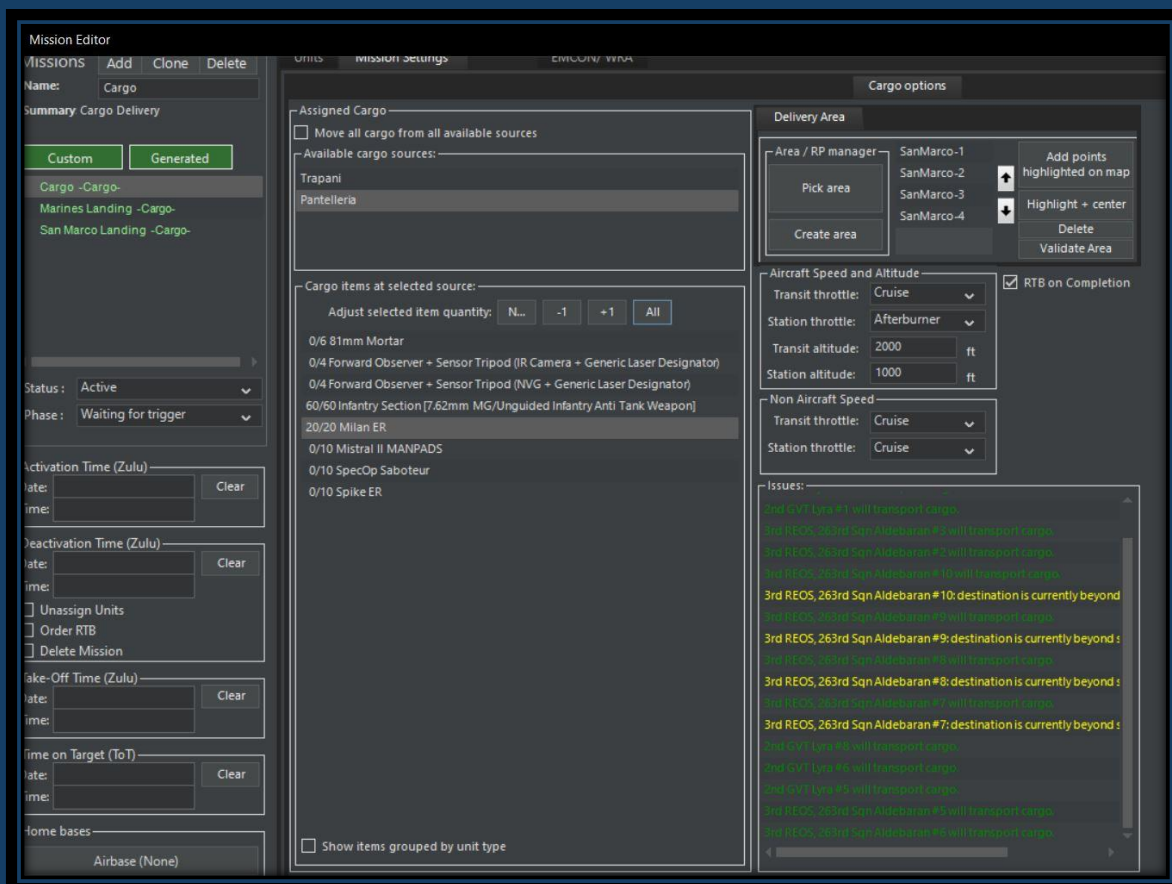 Mission Editor
Missions Add Clone Delete
Name: Cargo
Summary: Cargo Delivery
Custom Generated
Cargo -Cargo-
Marines Landing -Cargo-
San Marco Landing -Cargo-
Status : Active
Phase : Waiting for trigger
Activation Time (Zulu)
Date: Clear
Time:
Deactivation Time (Zulu)
Date: Clear
Time:
Unassign Units
Order RTB
Delete Mission
Take-Off Time (Zulu)
Date: Clear
Time:
Time on Target (ToT)
Date: Clear
Time:
Home bases
Airbase (None)
Units Mission Settings EMCON/ WRA
Cargo options
Assigned Cargo
Move all cargo from all available sources
Available cargo sources:
Trapani
Pantelleria
Cargo items at selected source:
Adjust selected item quantity: N... -1 +1 All
0/6 81mm Mortar
0/4 Forward Observer + Sensor Tripod (IR Camera + Generic Laser Designator)
0/4 Forward Observer + Sensor Tripod (NVG + Generic Laser Designator)
60/60 Infantry Section [7.62mm MG/Unguided Infantry Anti Tank Weapon]
20/20 Milan ER
0/10 Mistral II MANPADS
0/10 SpecOp Saboteur
0/10 Spike ER
Show items grouped by unit type
Delivery Area
Area / RP manager
Pick area
Create area
SanMarco-1
SanMarco-2
SanMarco-3
SanMarco-4
Add points
highlighted on map
Highlight + center
Delete
Validate Area
Aircraft Speed and Altitude
Transit throttle: Cruise
Station throttle: Afterburner
Transit altitude: 2000 ft
Station altitude: 1000 ft
RTB on Completion
Non Aircraft Speed
Transit throttle: Cruise
Station throttle: Cruise
Issues:
2nd GVT Lyra #1 will transport cargo.
3rd REOS, 263rd Sqn Aldebaran #3 will transport cargo.
3rd REOS, 263rd Sqn Aldebaran #2 will transport cargo.
3rd REOS, 263rd Sqn Aldebaran #10 will transport cargo.
3rd REOS, 263rd Sqn Aldebaran #10: destination is currently beyond
3rd REOS, 263rd Sqn Aldebaran #9 will transport cargo.
3rd REOS, 263rd Sqn Aldebaran #9: destination is currently beyond s
3rd REOS, 263rd Sqn Aldebaran #8 will transport cargo.
3rd REOS, 263rd Sqn Aldebaran #8: destination is currently beyond s
3rd REOS, 263rd Sqn Aldebaran #7 will transport cargo.
3rd REOS, 263rd Sqn Aldebaran #7: destination is currently beyond s
2nd GVT Lyra #8 will transport cargo.
2nd GVT Lyra #6 will transport cargo.
2nd GVT Lyra #5 will transport cargo.
3rd REOS, 263rd Sqn Aldebaran #5 will transport cargo.
3rd REOS, 263rd Sqn Aldebaran #6 will transport cargo.